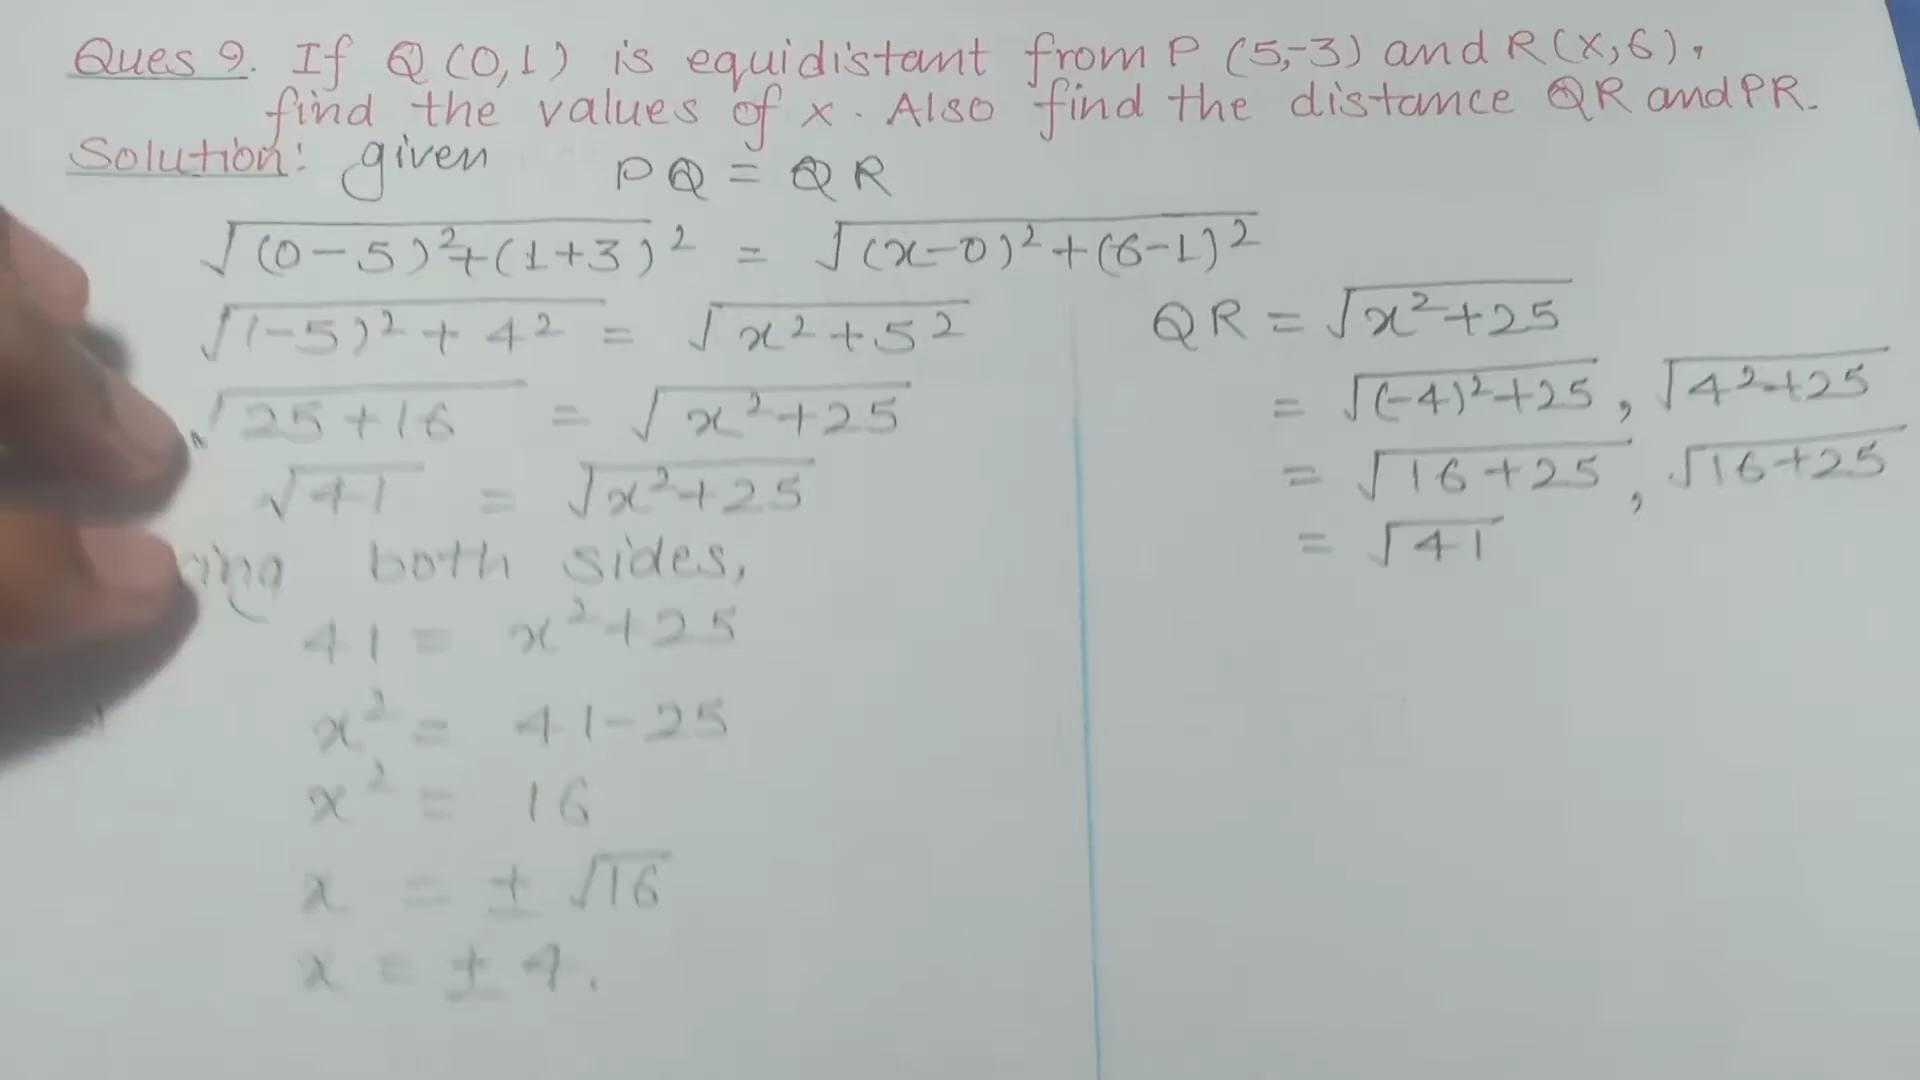 Ques 9. If Q(0,1) is equidistant from P (5,-3) and R(x,6),
find the values of x. Also find the distance QR and PR.
Solution: given PQ = QR
√(0-5)²+(1+3)² = √(x-0)²+(6-1)²
√(-5)²+4² = √x²+5²
√25+16 = √x²+25
√41 = √x²+25
both sides,
41 = x²+25
x² = 41-25
x² = 16
x = ± √16
x = ± 4.
QR = √x²+25
= √(-4)²+25, √4²+25
= √16+25, √16+25
= √41